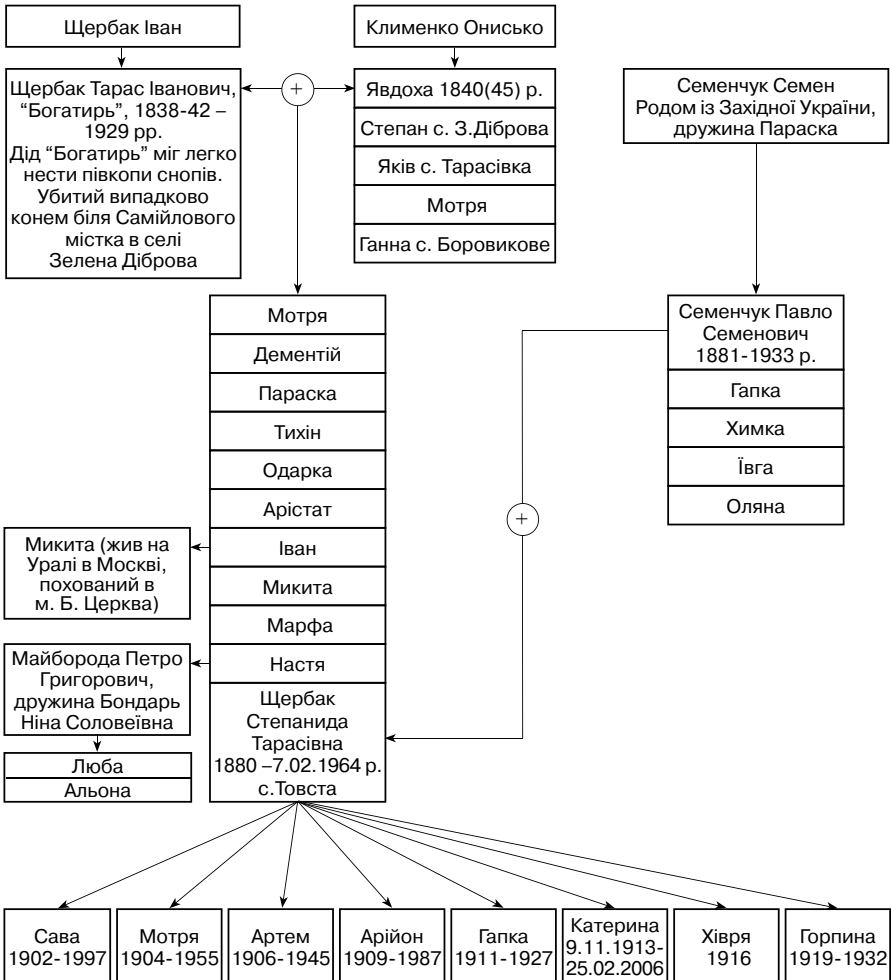 Щербак Іван
Клименко Онисько
Щербак Тарас Іванович,
“Богатирь”, 1838-42 –
1929 рр.
Дід “Богатирь” міг легко
нести півкопи снопів.
Убитий випадково
конем біля Самійлового
містка в селі
Зелена Діброва
+
Явдоха 1840(45) р.
Степан с. З.Діброва
Яків с. Тарасівка
Мотря
Ганна с. Боровикове
Семенчук Семен
Родом із Західної України,
дружина Параска
Мотря
Дементій
Параска
Тихін
Одарка
Арістат
Іван
Микита
Марфа
Настя
Щербак
Степанида
Тарасівна
1880 –7.02.1964 р.
с.Товста
Семенчук Павло
Семенович
1881-1933 р.
Гапка
Химка
Ївга
Оляна
+
Микита (жив на
Уралі в Москві,
похований в
м. Б. Церква)
Майборода Петро
Григорович,
дружина Бондарь
Ніна Соловеївна
Люба
Альона
Сава
1902-1997
Мотря
1904-1955
Артем
1906-1945
Арійон
1909-1987
Гапка
1911-1927
Катерина
9.11.1913-
25.02.2006
Хівря
1916
Горпина
1919-1932